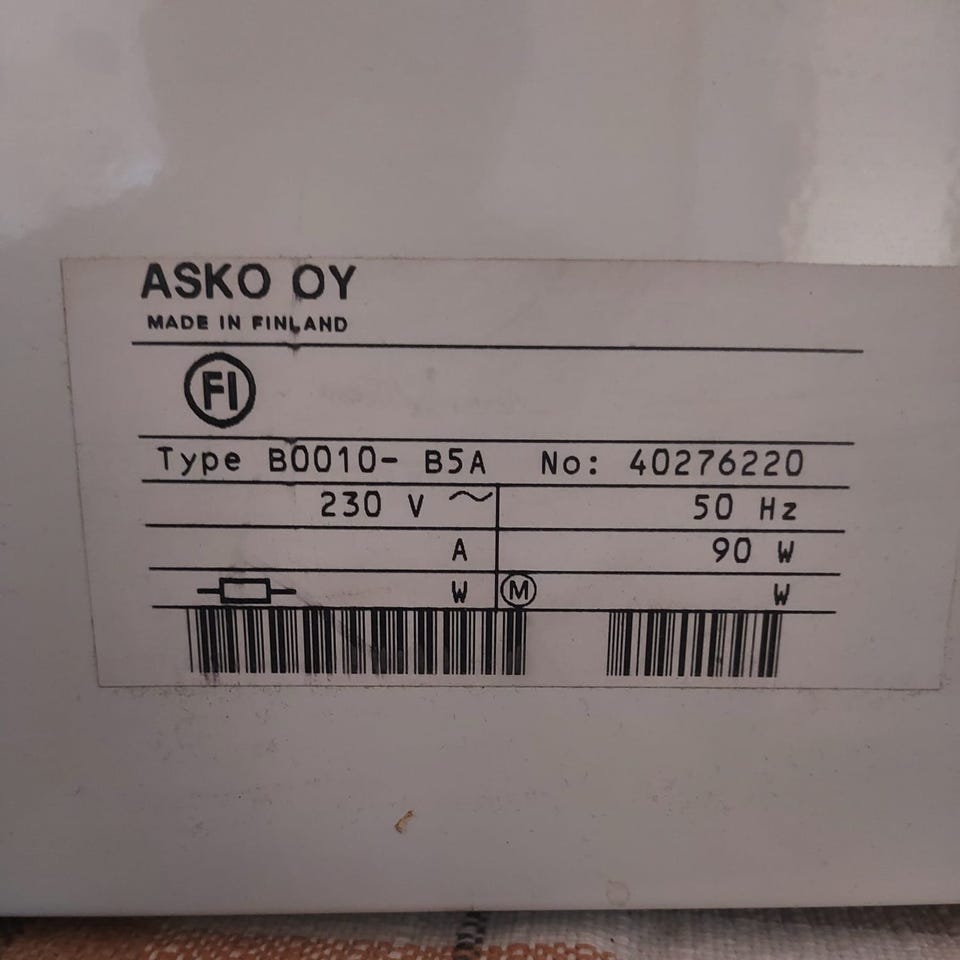 ASKO OY
MADE IN FINLAND
FI
Type B0010- B5A No: 40276220
230 V ~ 50 Hz
A 90 W
W M W